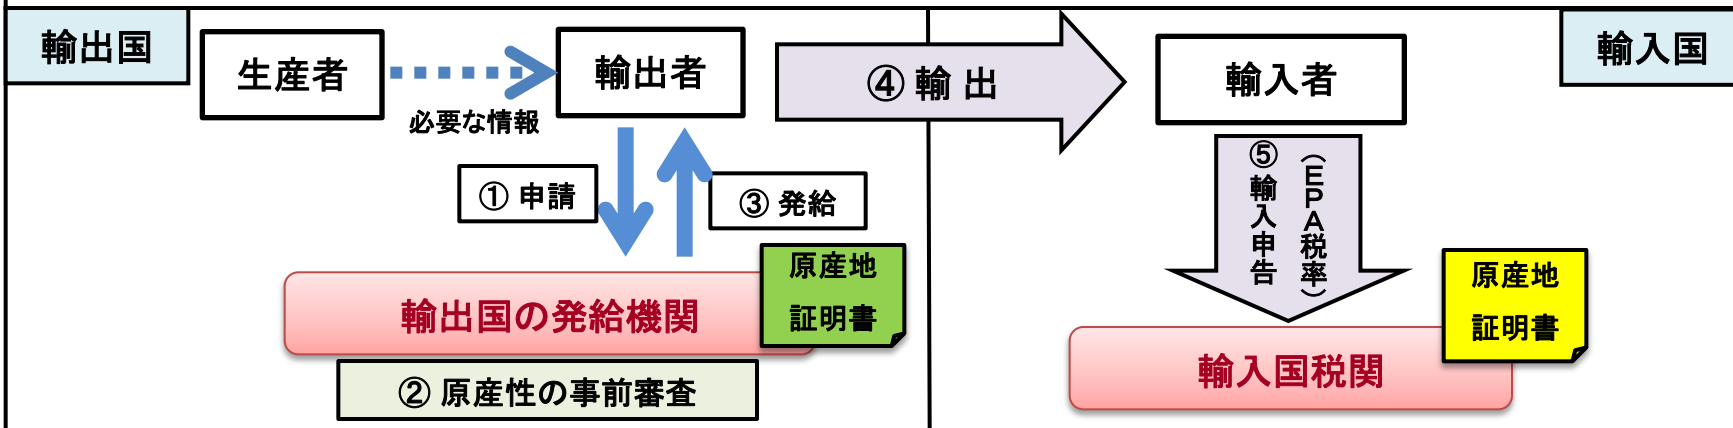 輸出国
生産者
必要な情報
輸出者
④ 輸 出
輸入者
輸入国
① 申請
③ 発給
⑤輸入申告
（ＥＰＡ税率）
輸出国の発給機関
原産地
証明書
② 原産性の事前審査
原産地
証明書
輸入国税関